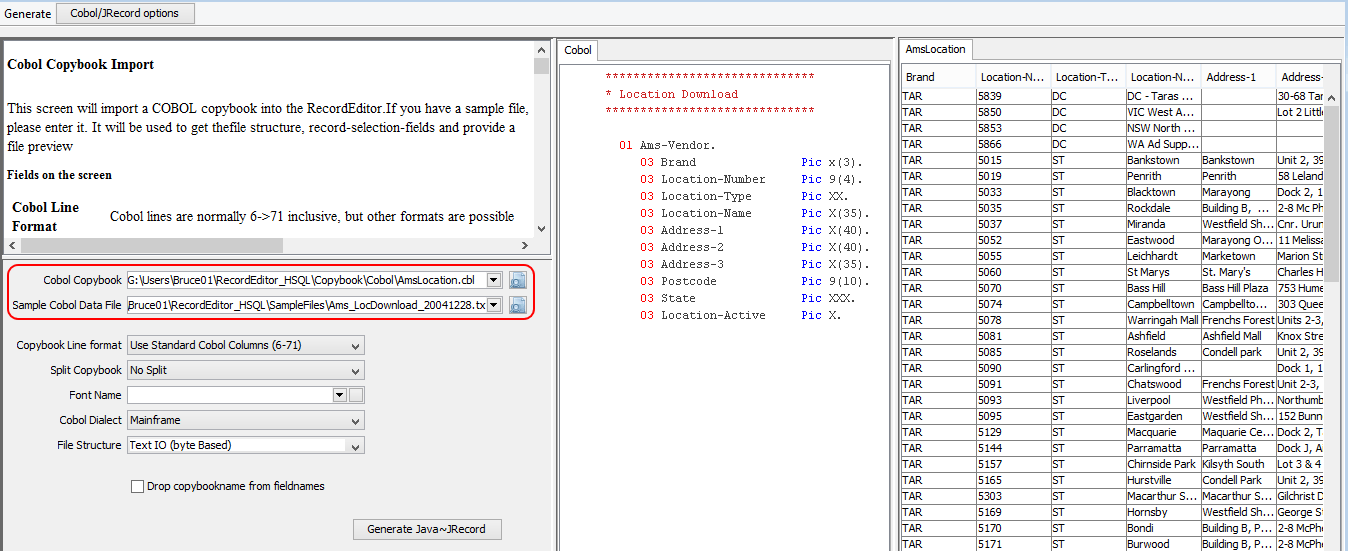 Generate Cobol/JRecord options
Cobol Copybook Import
This screen will import a COBOL copybook into the RecordEditor.If you have a sample file,
please enter it. It will be used to get thefile structure, record-selection-fields and provide a
file preview
Fields on the screen
Cobol Line
Format
Cobol lines are normally 6->71 inclusive, but other formats are possible
Cobol Copybook G:\Users\Bruce01\RecordEditor_HSQL\Copybook\Cobol\AmsLocation.cbl
Sample Cobol Data File Bruce01\RecordEditor_HSQL\SampleFiles\Ams_LocDownload_20041228.tx
Copybook Line format Use Standard Cobol Columns (6-71)
Split Copybook No Split
Font Name
Cobol Dialect Mainframe
File Structure Text IO (byte Based)
Drop copybookname from fieldnames
Generate Java~JRecord
Cobol
******************************
* Location Download
******************************
01 Ams-Vendor.
03 Brand Pic x(3).
03 Location-Number Pic 9(4).
03 Location-Type Pic XX.
03 Location-Name Pic X(35).
03 Address-1 Pic X(40).
03 Address-2 Pic X(40).
03 Address-3 Pic X(35).
03 Postcode Pic 9(10).
03 State Pic XXX.
03 Location-Active Pic X.
AmsLocation
Brand Location-N... Location-T... Location-N... Address-1 Address-
TAR 5839 DC DC - Taras ... 30-68 Tar
TAR 5850 DC VIC West A... Lot 2 Littl
TAR 5853 DC NSW North ...
TAR 5866 DC WA Ad Supp...
TAR 5015 ST Bankstown Bankstown Unit 2, 39
TAR 5019 ST Penrith Penrith 58 Leland
TAR 5033 ST Blacktown Marayong Dock 2, 1
TAR 5035 ST Rockdale Building B, ... 2-8 Mc Ph
TAR 5037 ST Miranda Westfield Sh... Cnr. Urun
TAR 5052 ST Eastwood Marayong O... 11 Melissa
TAR 5055 ST Leichhardt Marketown Marion St
TAR 5060 ST St Marys St. Mary's Charles H
TAR 5070 ST Bass Hill Bass Hill Plaza 753 Hume
TAR 5074 ST Campbelltown Campbellto... 303 Quee
TAR 5078 ST Warringah Mall Frenchs Forest Units 2-3,
TAR 5081 ST Ashfield Ashfield Mall Knox Stre
TAR 5085 ST Roselands Condell park Unit 2, 39
TAR 5090 ST Carlingford ... Dock 1, 1
TAR 5091 ST Chatswood Frenchs Forest Unit 2-3,
TAR 5093 ST Liverpool Westfield Ph... Northumb
TAR 5095 ST Eastgarden Westfield Sh... 152 Bunn
TAR 5129 ST Macquarie Maquarie Ce... Dock 2, T
TAR 5144 ST Parramatta Parramatta Dock J, A
TAR 5157 ST Chirnside Park Kilsyth South Lot 3 & 4
TAR 5165 ST Hurstville Condell Park Unit 2, 39
TAR 5303 ST Macarthur S... Macarthur S... Gilchrist D
TAR 5169 ST Hornsby Westfield Sh... George S
TAR 5170 ST Bondi Building B, P... 2-8 McPh
TAR 5171 ST Burwood Building B, P... 2-8 McPhe